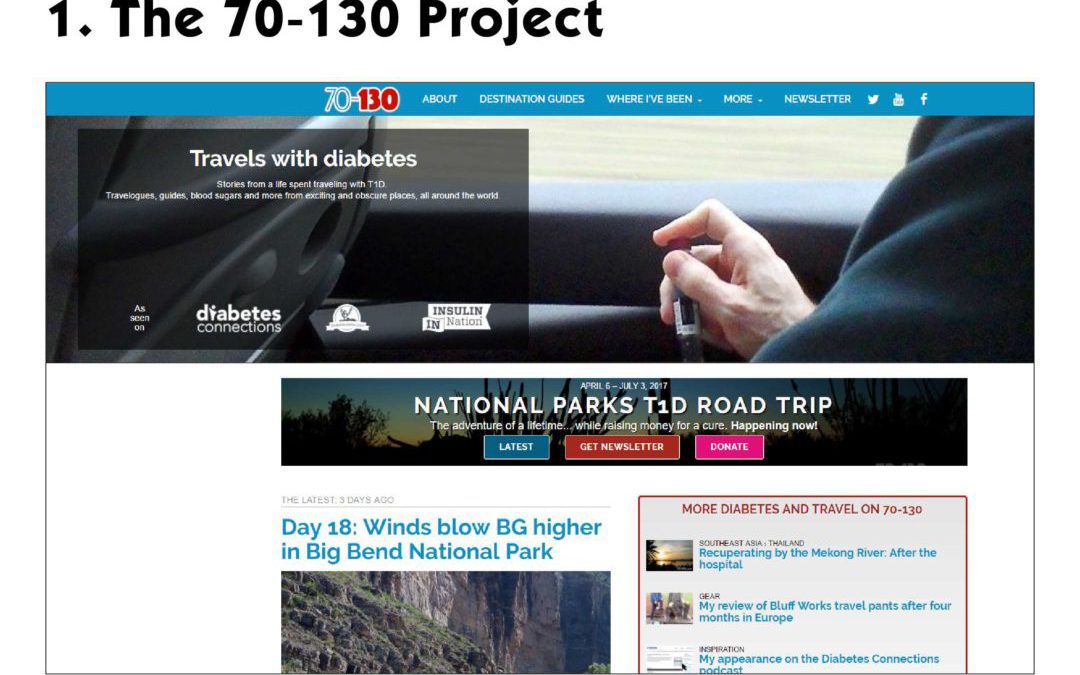 1. The 70-130 Project
70-130
ABOUT
DESTINATION GUIDES
WHERE I'VE BEEN
MORE
NEWSLETTER
Travels with diabetes
Stories from a life spent traveling with T1D.
Travelogues, guides, blood sugars and more from exciting and obscure places, all around the world.
As
seen
on
diabetes
connections
INSULIN
IN Nation
APRIL 6 – JULY 3, 2017
NATIONAL PARKS T1D ROAD TRIP
The adventure of a lifetime... while raising money for a cure. Happening now!
LATEST
GET NEWSLETTER
DONATE
THE LATEST: 3 DAYS AGO
Day 18: Winds blow BG higher
in Big Bend National Park
MORE DIABETES AND TRAVEL ON 70-130
SOUTHEAST ASIA : THAILAND
Recuperating by the Mekong River: After the
hospital
GEAR
My review of Bluff Works travel pants after four
months in Europe
INSPIRATION
My appearance on the Diabetes Connections
podcast